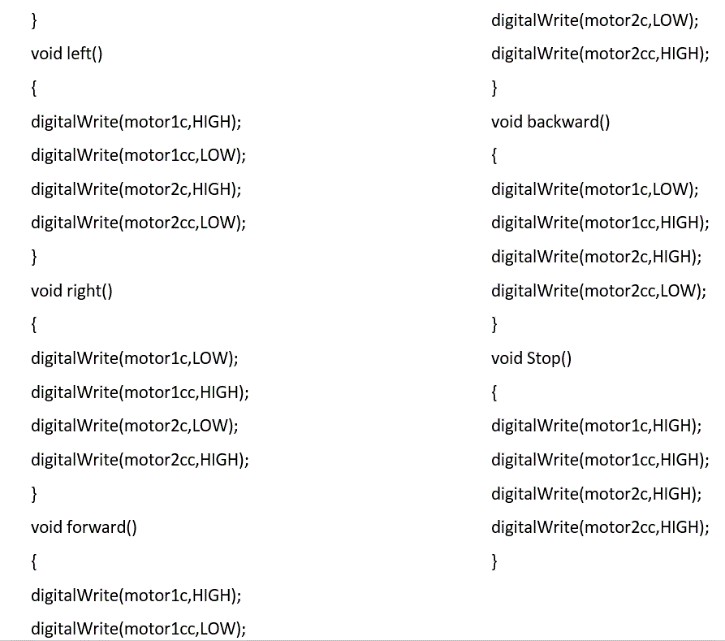 }
void left()
{
digitalWrite(motor1c,HIGH);
digitalWrite(motor1cc,LOW);
digitalWrite(motor2c,HIGH);
digitalWrite(motor2cc,LOW);
}
void right()
{
digitalWrite(motor1c,LOW);
digitalWrite(motor1cc,HIGH);
digitalWrite(motor2c,LOW);
digitalWrite(motor2cc,HIGH);
}
void forward()
{
digitalWrite(motor1c,HIGH);
digitalWrite(motor1cc,LOW);
digitalWrite(motor2c,LOW);
digitalWrite(motor2cc,HIGH);
}
void backward()
{
digitalWrite(motor1c,LOW);
digitalWrite(motor1cc,HIGH);
digitalWrite(motor2c,HIGH);
digitalWrite(motor2cc,LOW);
}
void Stop()
{
digitalWrite(motor1c,HIGH);
digitalWrite(motor1cc,HIGH);
digitalWrite(motor2c,HIGH);
digitalWrite(motor2cc,HIGH);
}